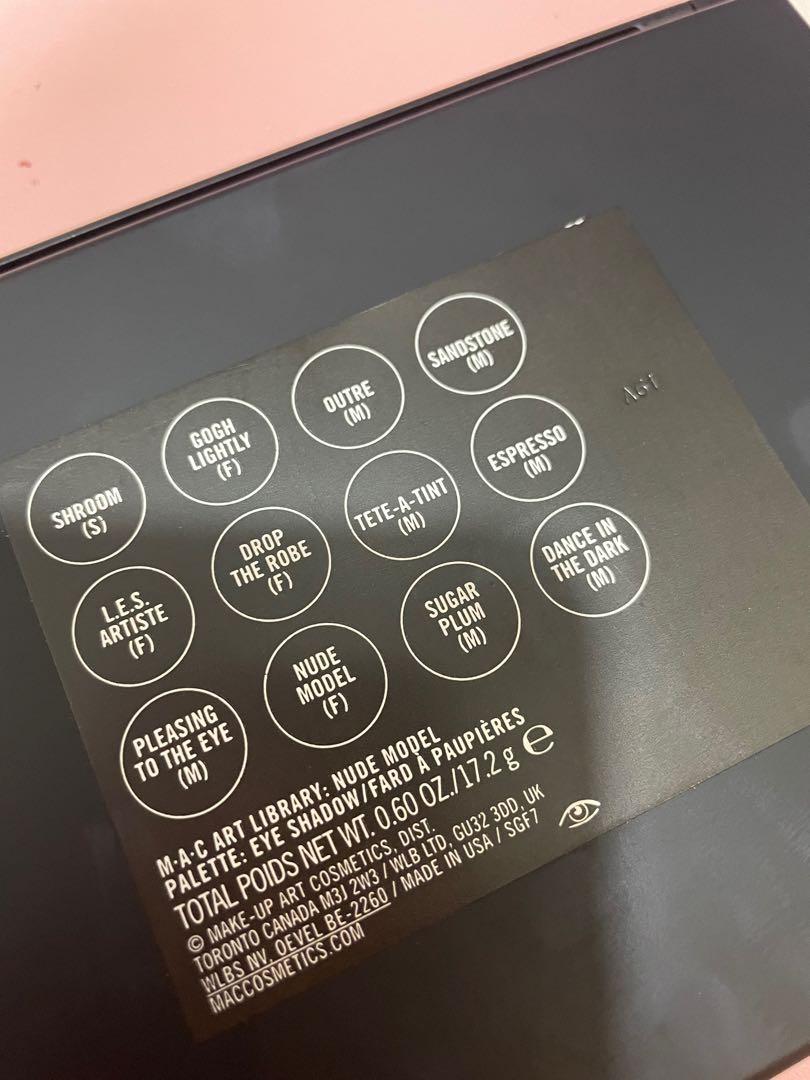 SHROOM
(S)
GOGH
LIGHTLY
(F)
OUTRE
(M)
SANDSTONE
(M)
L.E.S.
ARTISTE
(F)
DROP
THE ROBE
(F)
TETE-A-TINT
(M)
ESPRESSO
(M)
PLEASING
TO THE EYE
(M)
NUDE
MODEL
(F)
SUGAR
PLUM
(M)
DANCE IN
THE DARK
(M)
M·A·C ART LIBRARY: NUDE MODEL
PALETTE: EYE SHADOW/FARD À PAUPIÈRES
TOTAL POIDS NET WT. 0.60 OZ./17.2 g ℮
© MAKE-UP ART COSMETICS, DIST.
TORONTO CANADA M3J 2W3 / WLB LTD, GU32 3DD, UK
WLBS NV. OEVEL BE-2260 / MADE IN USA / SGF7
MACCOSMETICS.COM